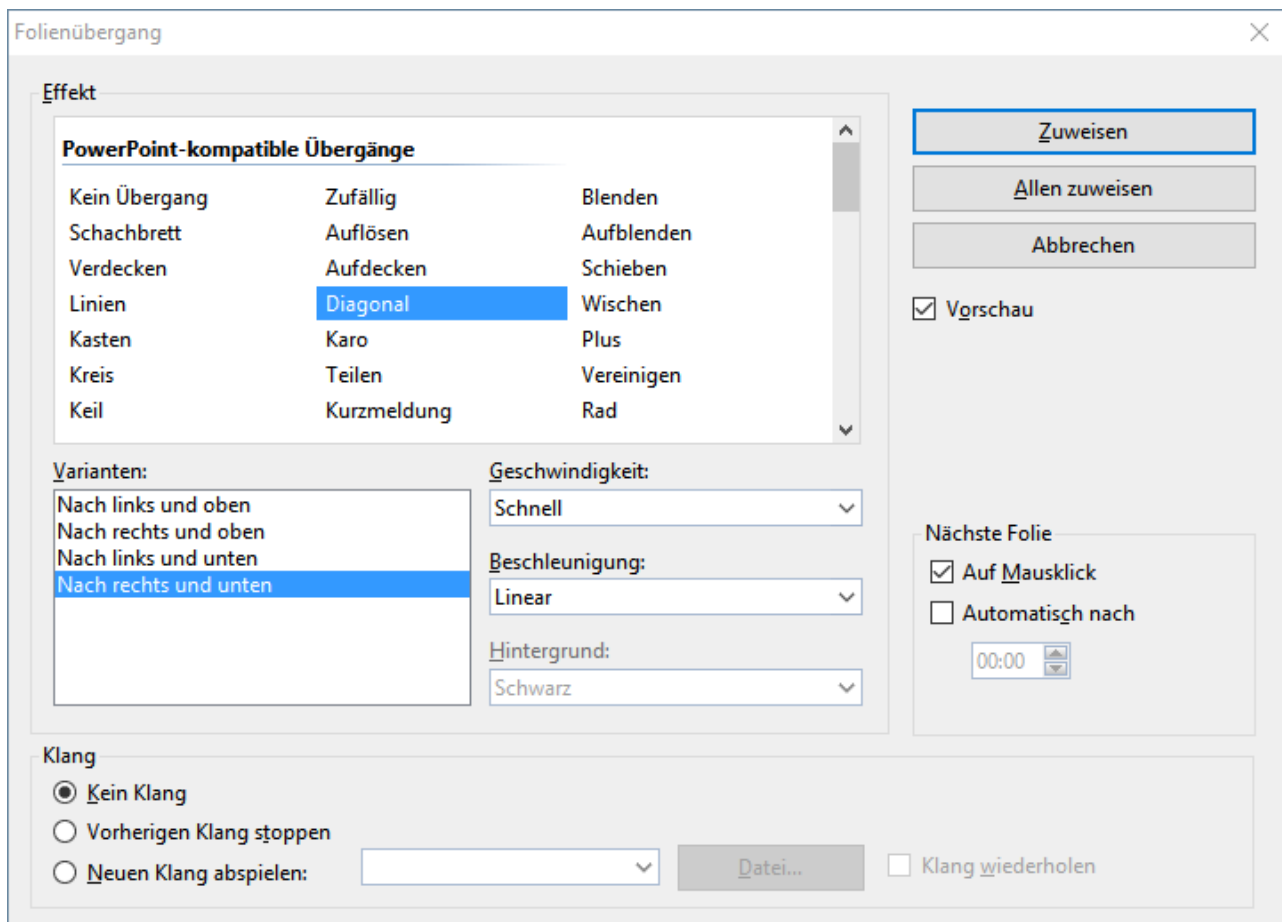 Folienübergang
Effekt
PowerPoint-kompatible Übergänge
Kein Übergang Zufällig Blenden
Schachbrett Auflösen Aufblenden
Verdecken Aufdecken Schieben
Linien Diagonal Wischen
Kasten Karo Plus
Kreis Teilen Vereinigen
Keil Kurzmeldung Rad
Zuweisen
Allen zuweisen
Abbrechen
Vorschau
Varianten:
Nach links und oben
Nach rechts und oben
Nach links und unten
Nach rechts und unten
Geschwindigkeit:
Schnell
Beschleunigung:
Linear
Hintergrund:
Schwarz
Nächste Folie
Auf Mausklick
Automatisch nach
00:00
Klang
Kein Klang
Vorherigen Klang stoppen
Neuen Klang abspielen:
Datei...
Klang wiederholen